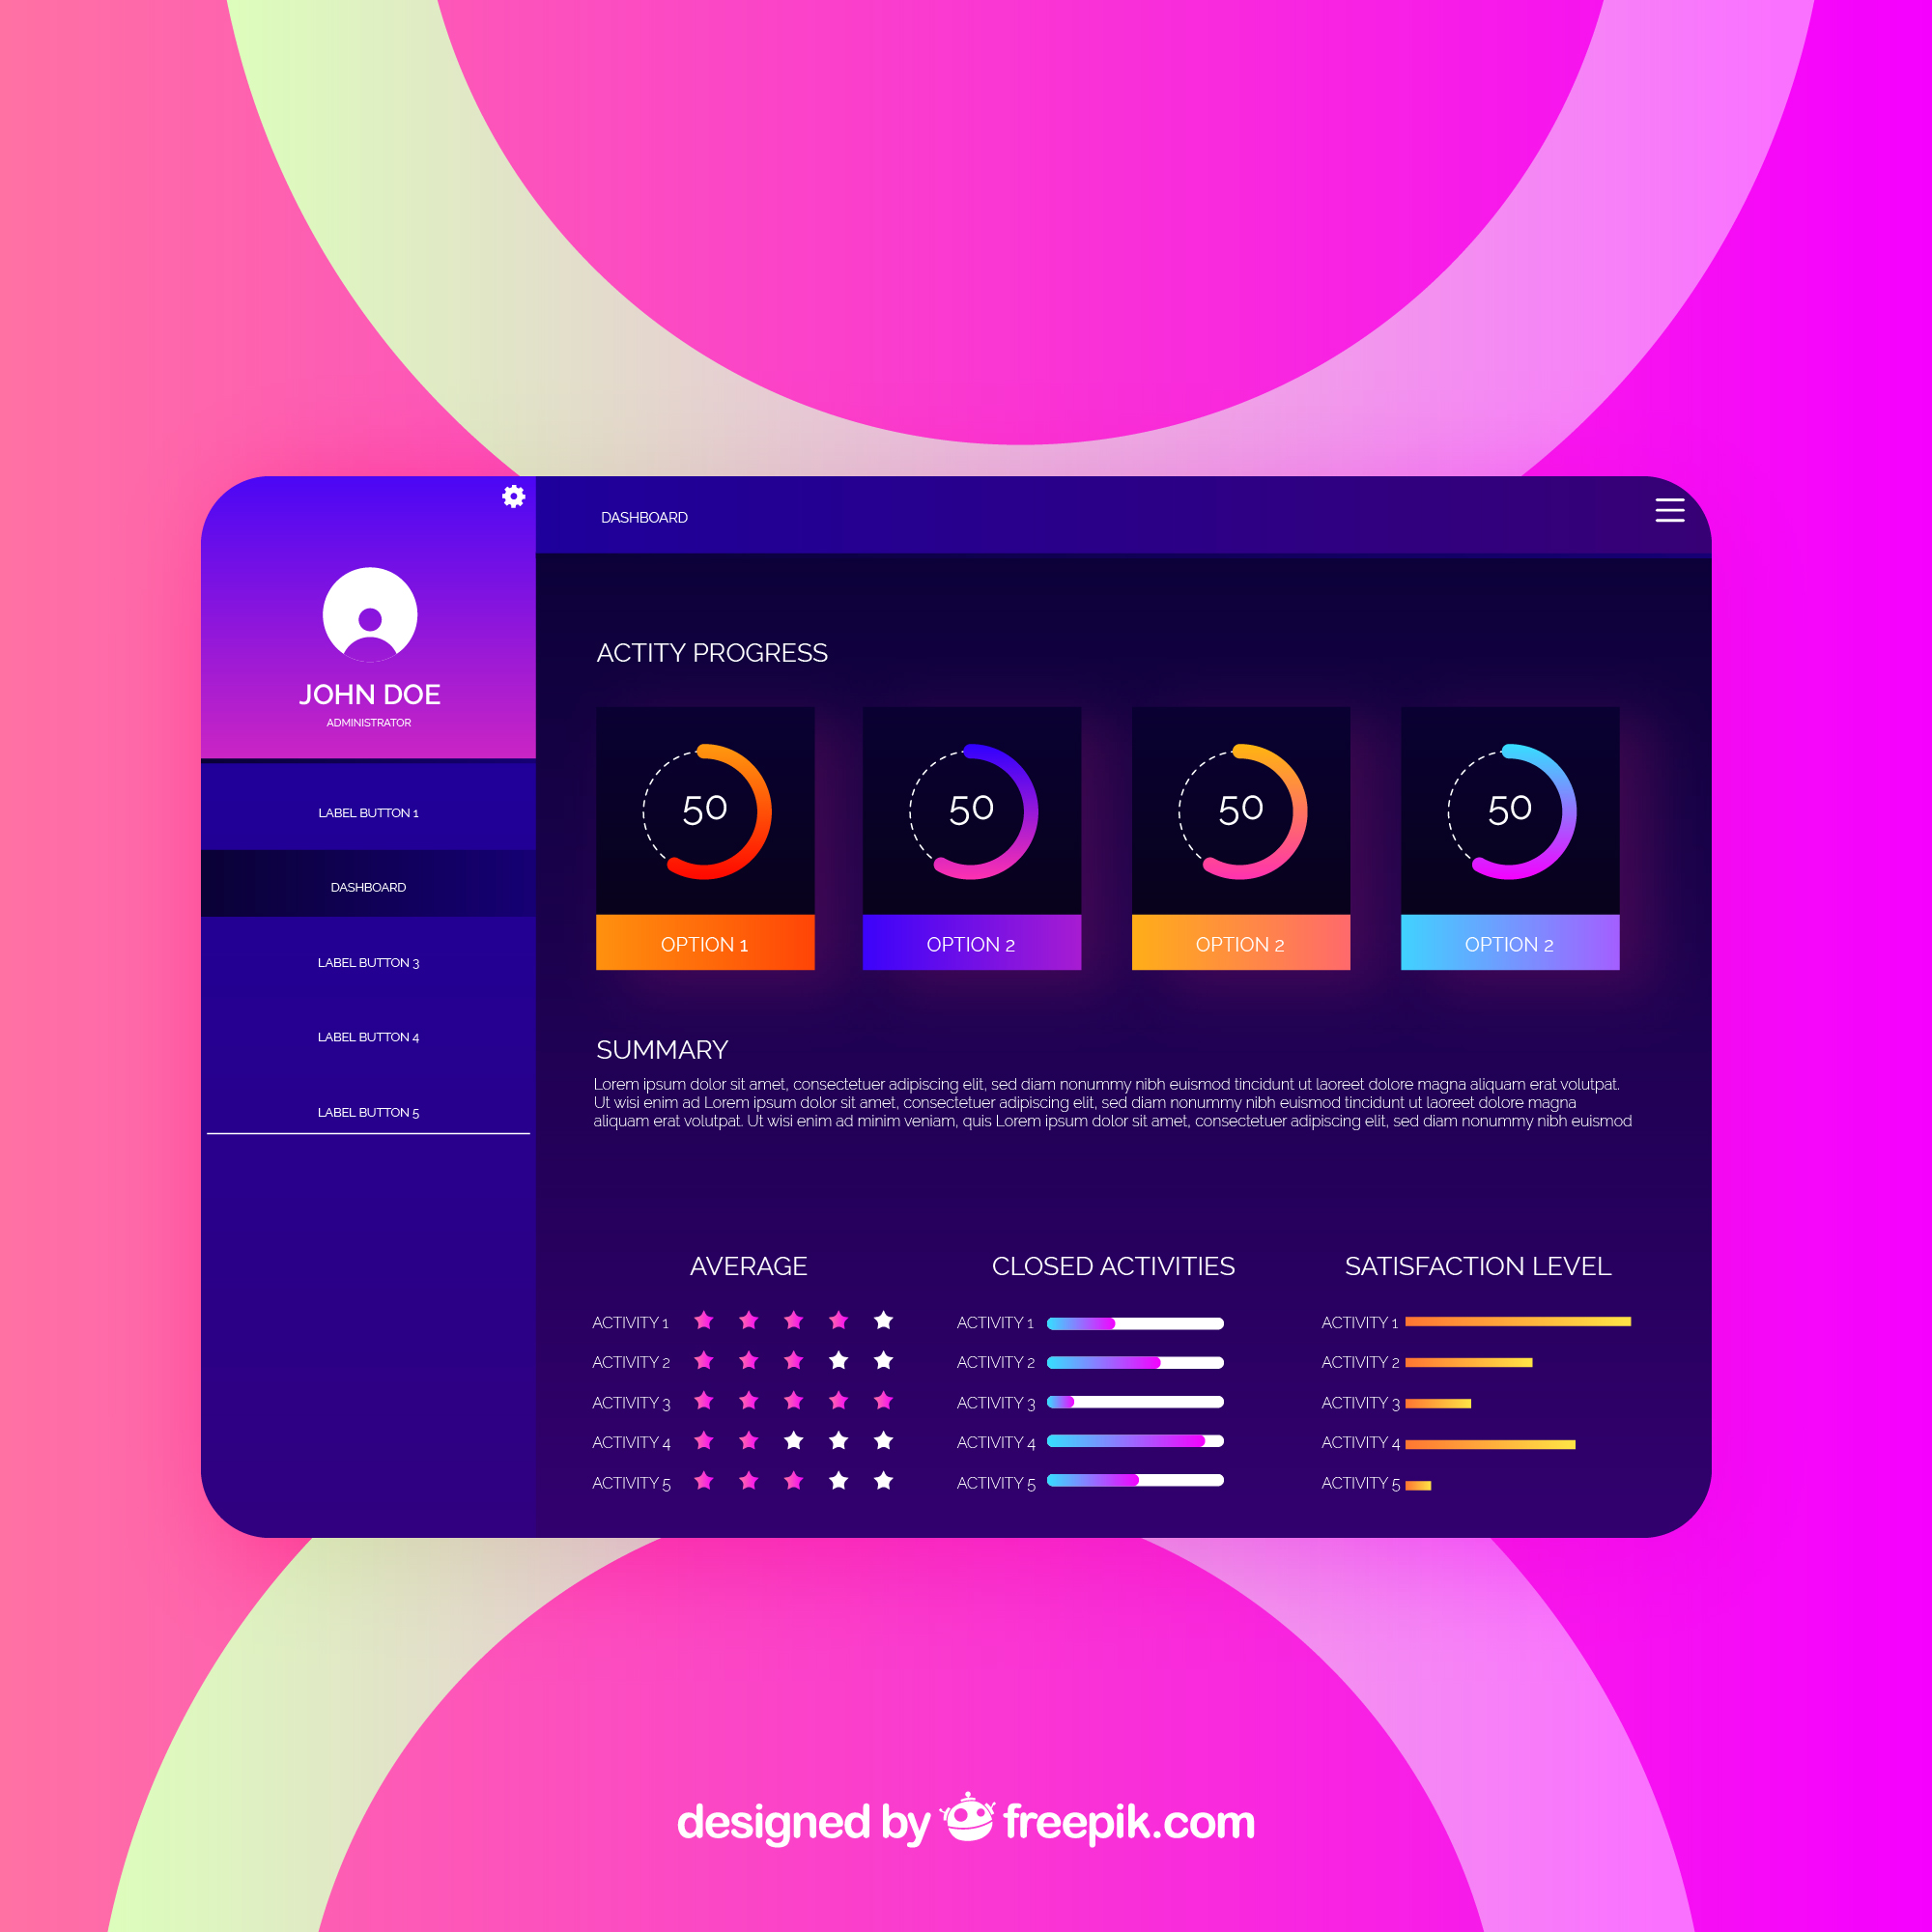 DASHBOARD
JOHN DOE
ADMINISTRATOR
LABEL BUTTON 1
DASHBOARD
LABEL BUTTON 3
LABEL BUTTON 4
LABEL BUTTON 5
ACTITY PROGRESS
50
50
50
50
OPTION 1
OPTION 2
OPTION 2
OPTION 2
SUMMARY
Lorem ipsum dolor sit amet, consectetuer adipiscing elit, sed diam nonummy nibh euismod tincidunt ut laoreet dolore magna aliquam erat volutpat.
Ut wisi enim ad Lorem ipsum dolor sit amet, consectetuer adipiscing elit, sed diam nonummy nibh euismod tincidunt ut laoreet dolore magna
aliquam erat volutpat. Ut wisi enim ad minim veniam, quis Lorem ipsum dolor sit amet, consectetuer adipiscing elit, sed diam nonummy nibh euismod
AVERAGE
ACTIVITY 1
ACTIVITY 2
ACTIVITY 3
ACTIVITY 4
ACTIVITY 5
CLOSED ACTIVITIES
ACTIVITY 1
ACTIVITY 2
ACTIVITY 3
ACTIVITY 4
ACTIVITY 5
SATISFACTION LEVEL
ACTIVITY 1
ACTIVITY 2
ACTIVITY 3
ACTIVITY 4
ACTIVITY 5
designed by freepik.com